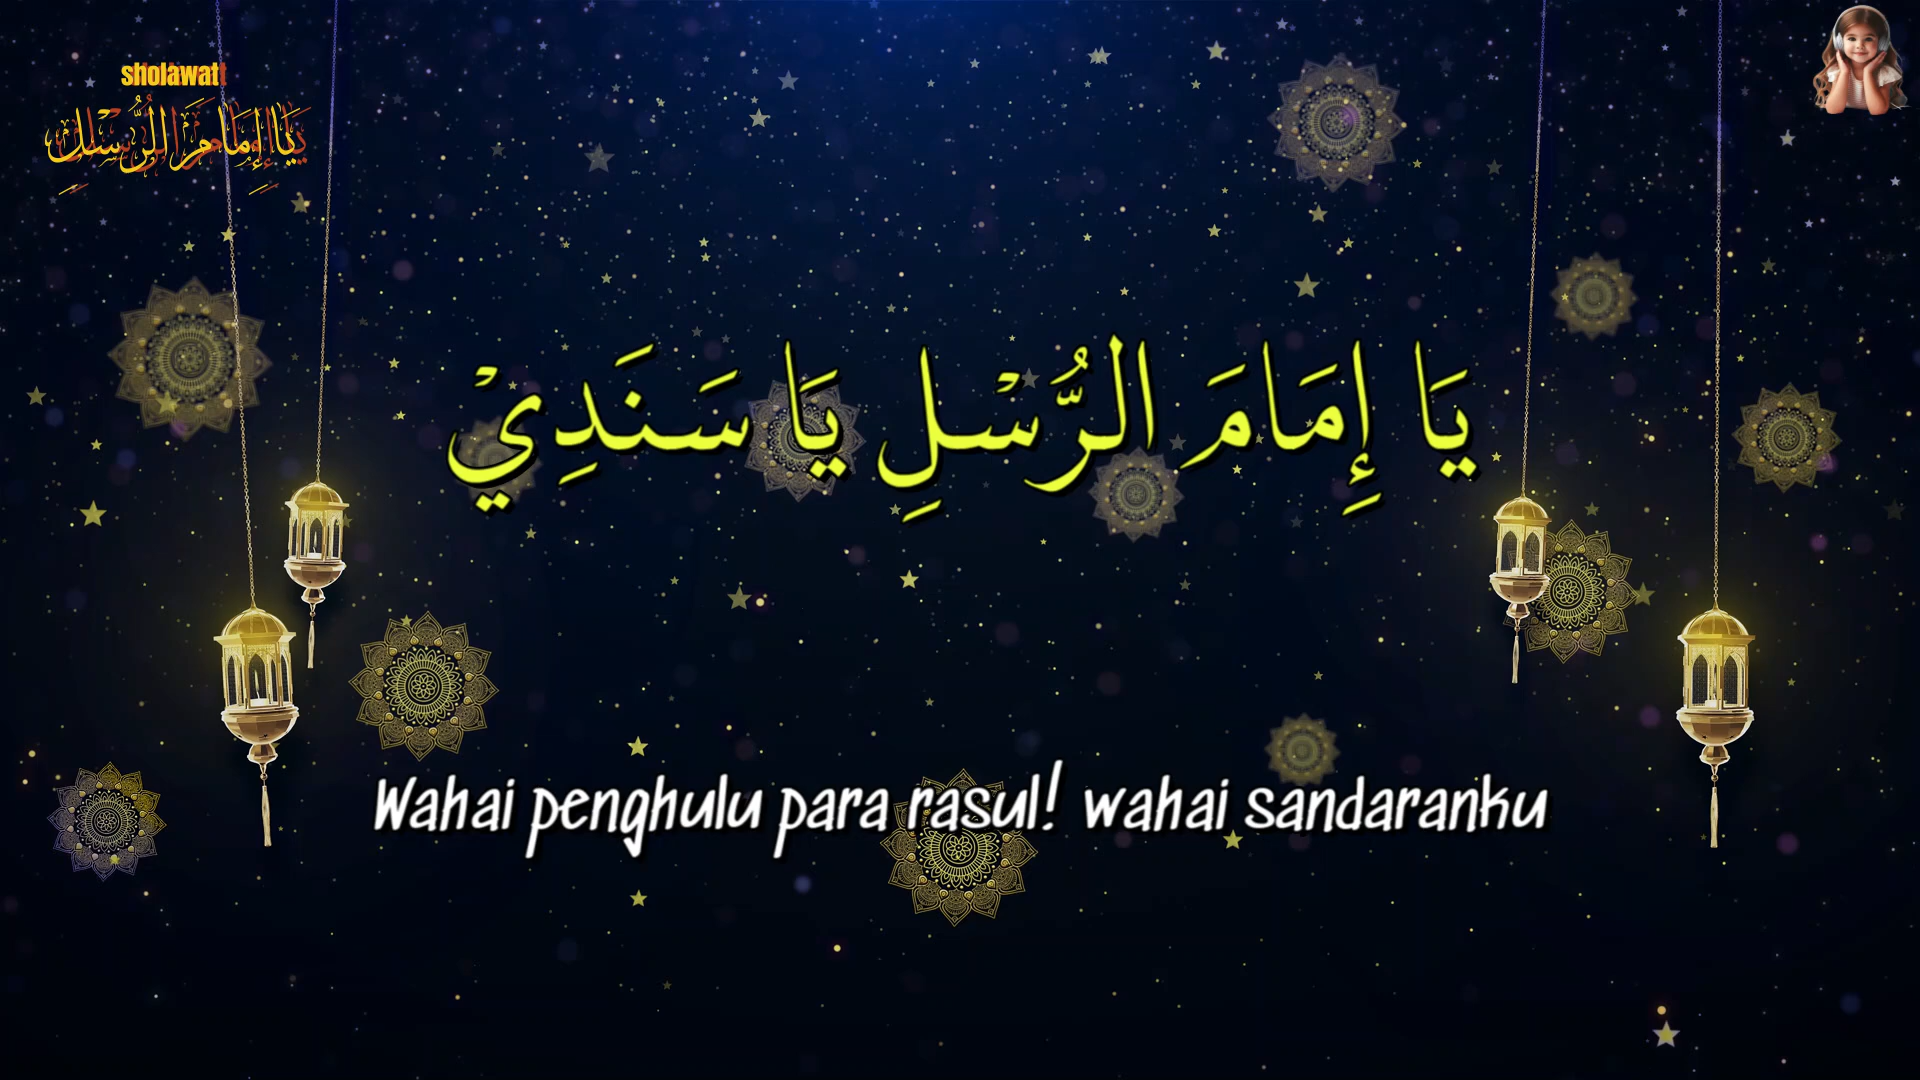 sholawat
يَا إِمَامَ الرُّسْلِ
يَا إِمَامَ الرُّسْلِ يَا سَنَدِيْ
Wahai penghulu para rasul! wahai sandaranku